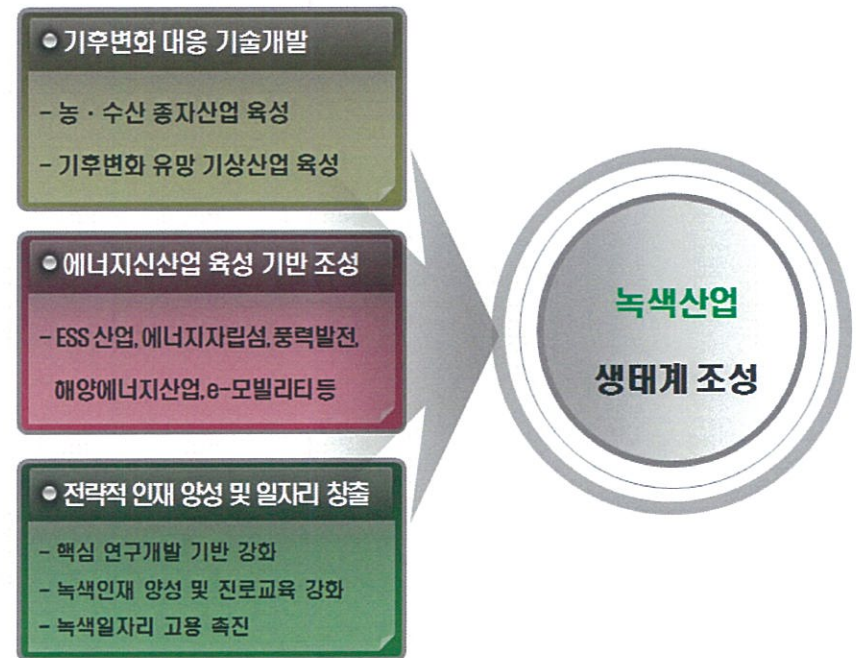 ● 기후변화 대응 기술개발
- 농·수산 종자산업 육성
- 기후변화 유망 기상산업 육성
● 에너지신산업 육성 기반 조성
- ESS 산업, 에너지자립섬, 풍력발전,
해양에너지산업, e-모빌리티 등
● 전략적 인재 양성 및 일자리 창출
- 핵심 연구개발 기반 강화
- 녹색인재 양성 및 진로교육 강화
- 녹색일자리 고용 촉진
녹색산업
생태계 조성